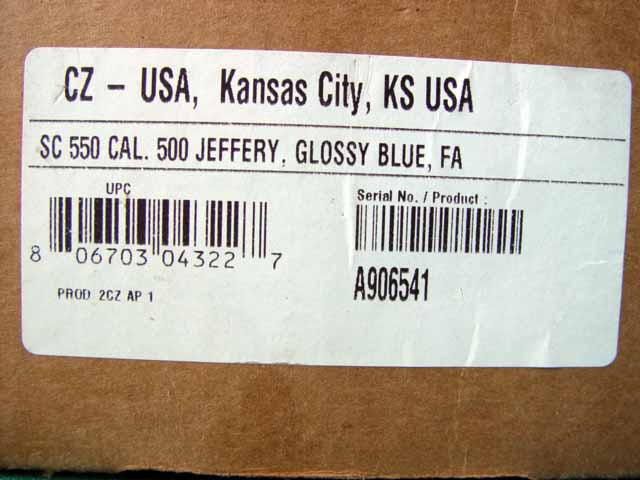 CZ – USA, Kansas City, KS USA
SC 550 CAL. 500 JEFFERY, GLOSSY BLUE, FA
UPC
8 06703 04322 7
PROD 2CZ AP 1
Serial No. / Product :
A906541